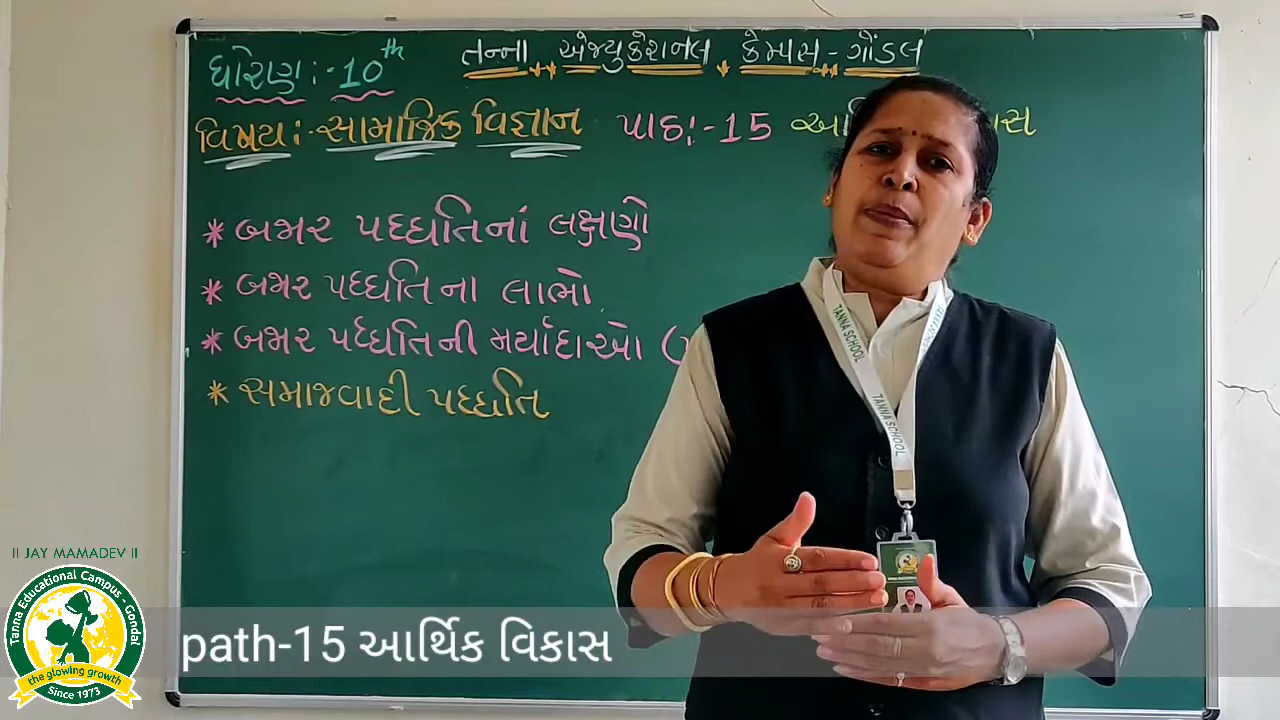 ધોરણ:- 10th
તન્ના એજ્યુકેશનલ કેમ્પસ - ગોંડલ
વિષય:- સામાજિક વિજ્ઞાન પાઠ:-15
* બજાર પદ્ધતિનાં લક્ષણો
* બજાર પદ્ધતિના લાભો
* બજાર પદ્ધતિની મર્યાદાઓ (
* સમાજવાદી પદ્ધતિ
TANNA SCHOOL
TANNA SCHOOL
II JAY MAMADEV II
Tanna Educational Campus - Gondal
the glowing growth
Since 1973
path-15 આર્થિક વિકાસ